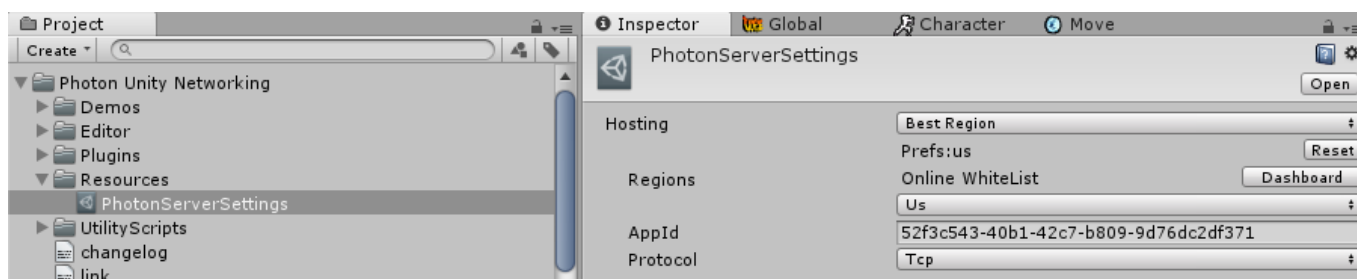 Project
Create
Photon Unity Networking
Demos
Editor
Plugins
Resources
PhotonServerSettings
UtilityScripts
changelog
link
Inspector Global Character Move
PhotonServerSettings
Open
Hosting Best Region
Prefs:us Reset
Regions Online WhiteList Dashboard
Us
AppId 52f3c543-40b1-42c7-b809-9d76dc2df371
Protocol Tcp